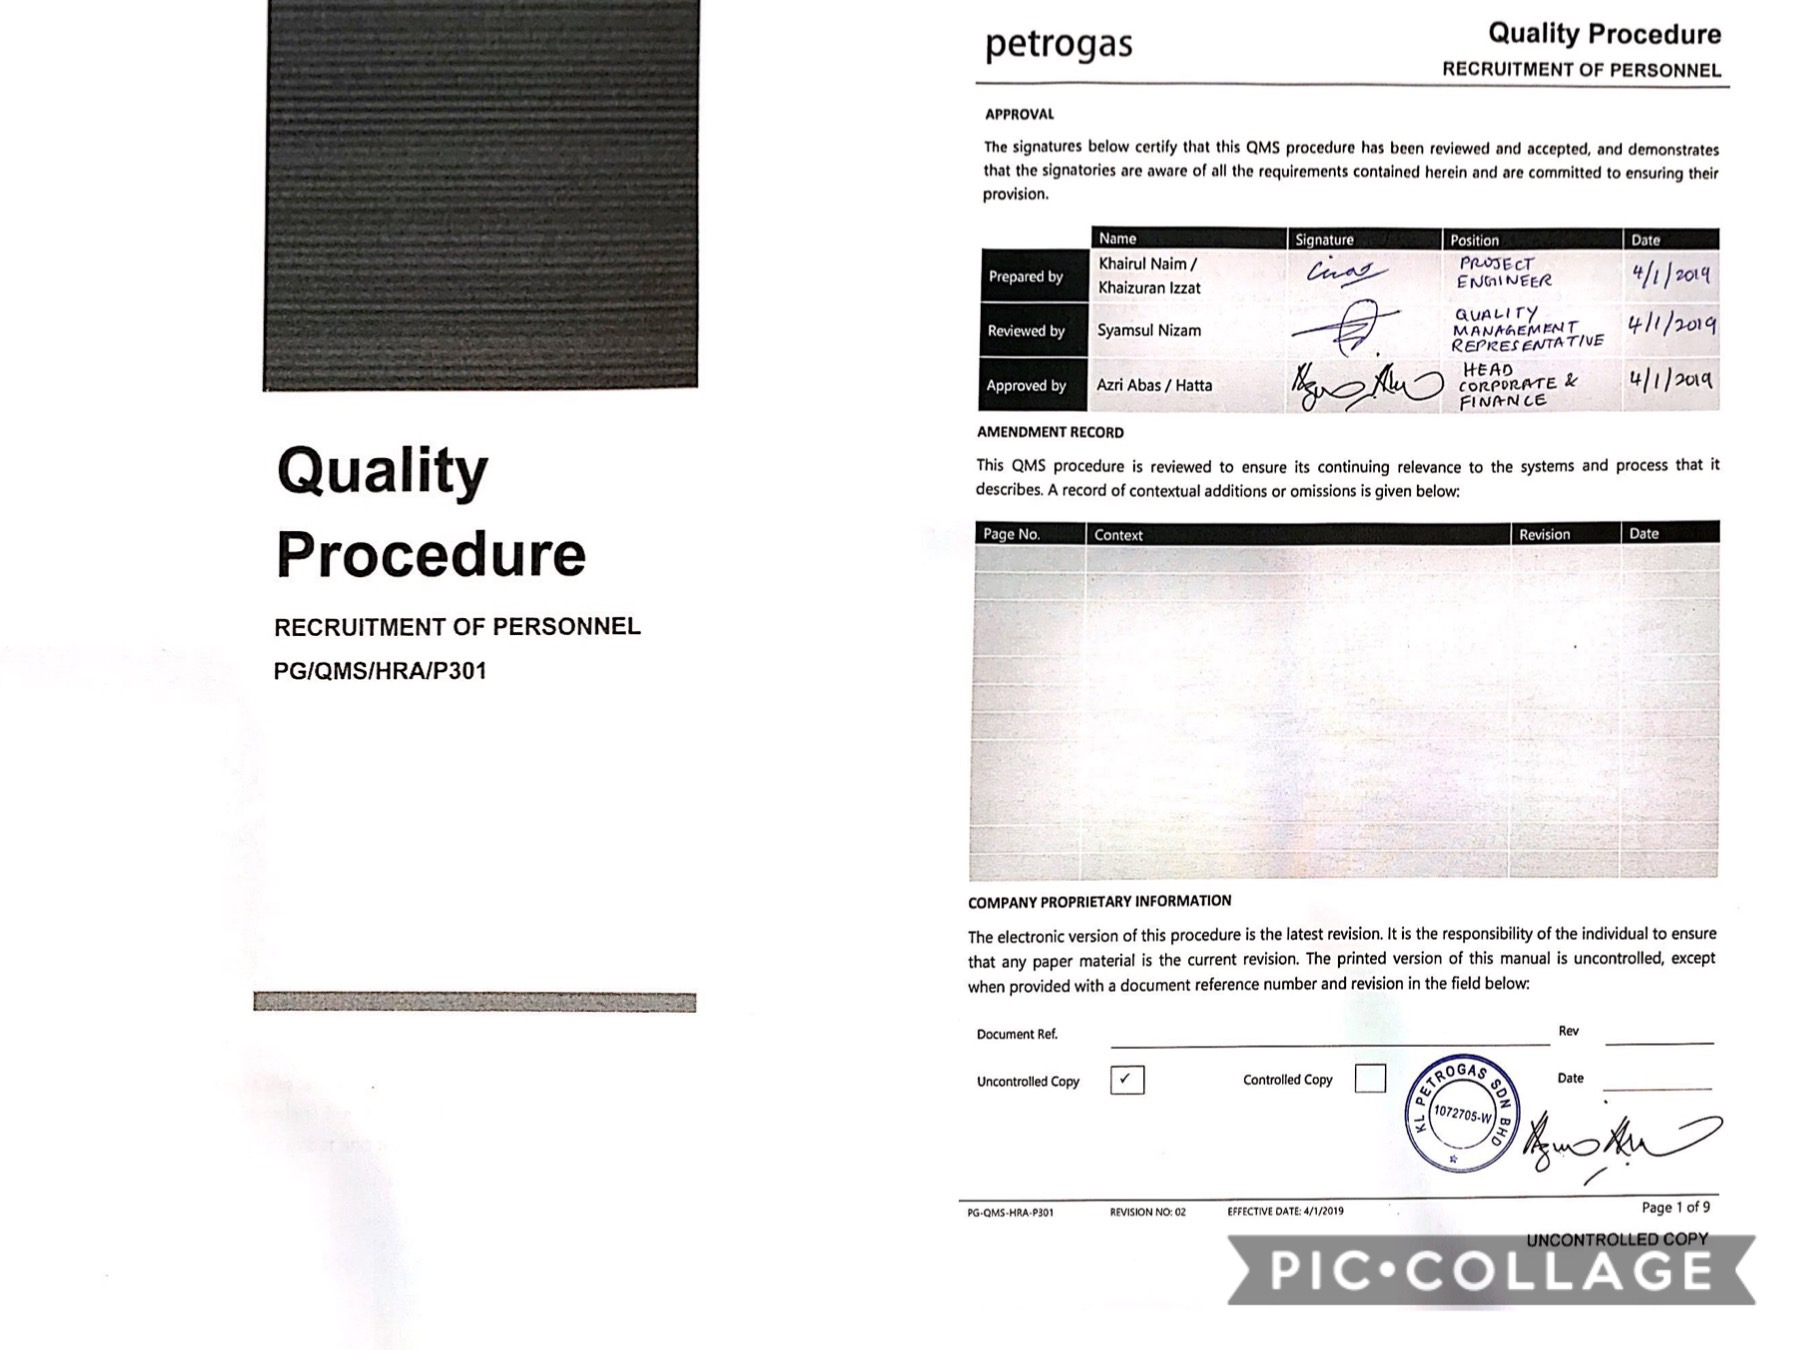 Quality
Procedure
RECRUITMENT OF PERSONNEL
PG/QMS/HRA/P301
petrogas
Quality Procedure
RECRUITMENT OF PERSONNEL
APPROVAL
The signatures below certify that this QMS procedure has been reviewed and accepted, and demonstrates
that the signatories are aware of all the requirements contained herein and are committed to ensuring their
provision.
Name Signature Position Date
Prepared by Khairul Naim / Khaizuran Izzat PROJECT ENGINEER 4/1/2019
Reviewed by Syamsul Nizam QUALITY MANAGEMENT REPRESENTATIVE 4/1/2019
Approved by Azri Abas / Hatta HEAD CORPORATE & FINANCE 4/1/2019
AMENDMENT RECORD
This QMS procedure is reviewed to ensure its continuing relevance to the systems and process that it
describes. A record of contextual additions or omissions is given below:
Page No. Context Revision Date
COMPANY PROPRIETARY INFORMATION
The electronic version of this procedure is the latest revision. It is the responsibility of the individual to ensure
that any paper material is the current revision. The printed version of this manual is uncontrolled, except
when provided with a document reference number and revision in the field below:
Document Ref. Rev
Uncontrolled Copy ✓ Controlled Copy Date
KL PETROGAS SDN BHD
1072705-W
PG-QMS-HRA-P301 REVISION NO: 02 EFFECTIVE DATE: 4/1/2019 Page 1 of 9
UNCONTROLLED COPY
PIC•COLLAGE